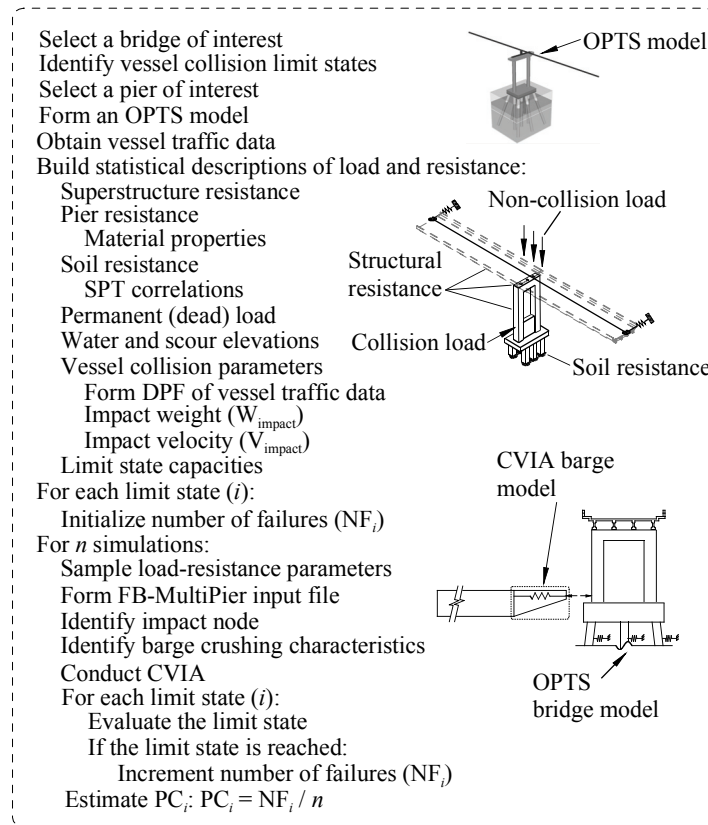 Select a bridge of interest
Identify vessel collision limit states
Select a pier of interest
Form an OPTS model
Obtain vessel traffic data
Build statistical descriptions of load and resistance:
Superstructure resistance
Pier resistance
Material properties
Soil resistance
SPT correlations
Permanent (dead) load
Water and scour elevations
Vessel collision parameters
Form DPF of vessel traffic data
Impact weight (W_impact)
Impact velocity (V_impact)
Limit state capacities
For each limit state (i):
Initialize number of failures (NF_i)
For n simulations:
Sample load-resistance parameters
Form FB-MultiPier input file
Identify impact node
Identify barge crushing characteristics
Conduct CVIA
For each limit state (i):
Evaluate the limit state
If the limit state is reached:
Increment number of failures (NF_i)
Estimate PC_i: PC_i = NF_i / n
OPTS model
Non-collision load
Structural
resistance
Collision load
Soil resistance
CVIA barge
model
OPTS
bridge model